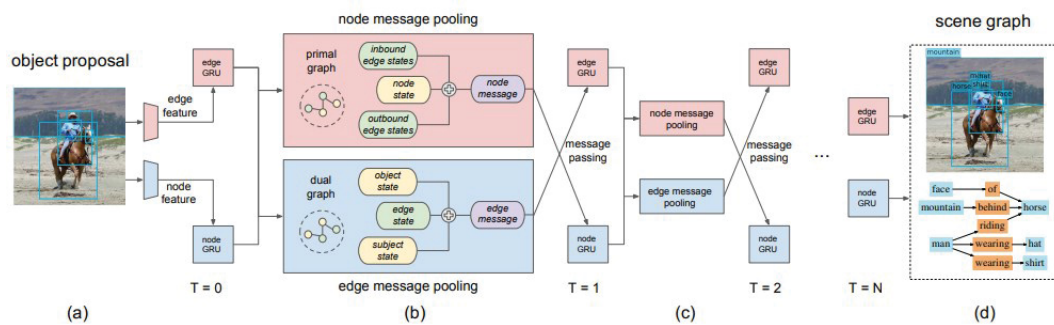 node message pooling
scene graph
object proposal
edge
GRU
edge
feature
node
feature
node
GRU
primal
graph
inbound
edge states
node
state
outbound
edge states
node
message
dual
graph
object
state
edge
state
subject
state
edge
message
edge message pooling
edge
GRU
message
passing
node
GRU
node message
pooling
edge message
pooling
edge
GRU
message
passing
node
GRU
...
edge
GRU
node
GRU
mountain
horse
shirt
face
face
of
mountain
behind
horse
riding
man
wearing
hat
wearing
shirt
T = 0
T = 1
T = 2
T = N
(a)
(b)
(c)
(d)